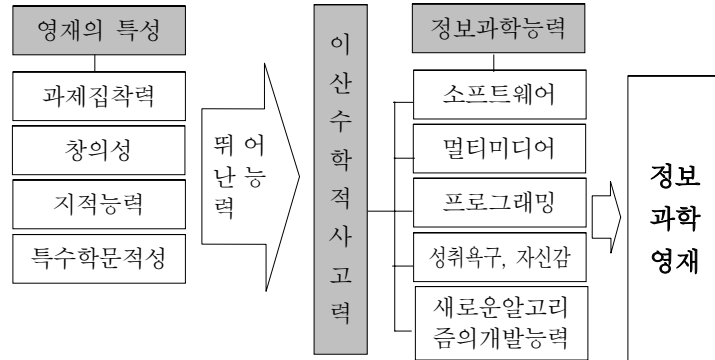 영재의 특성
과제집착력
창의성
지적능력
특수학문적성
뛰 어
난 능
력
이
산
수
학
적
사
고
력
정보과학능력
소프트웨어
멀티미디어
프로그래밍
성취욕구, 자신감
새로운알고리
즘의개발능력
정보
과학
영재